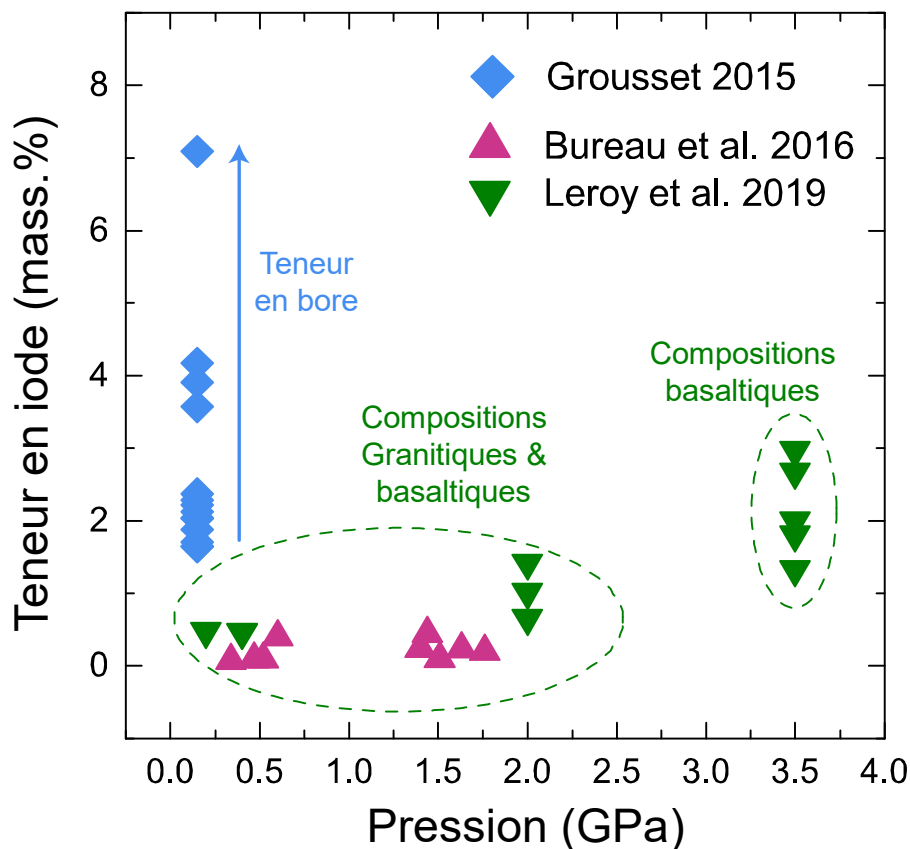 Grousset 2015
Bureau et al. 2016
Leroy et al. 2019
Teneur
en bore
Compositions
Granitiques &
basaltiques
Compositions
basaltiques
Teneur en iode (mass.%)
8
6
4
2
0
0.0 0.5 1.0 1.5 2.0 2.5 3.0 3.5 4.0
Pression (GPa)